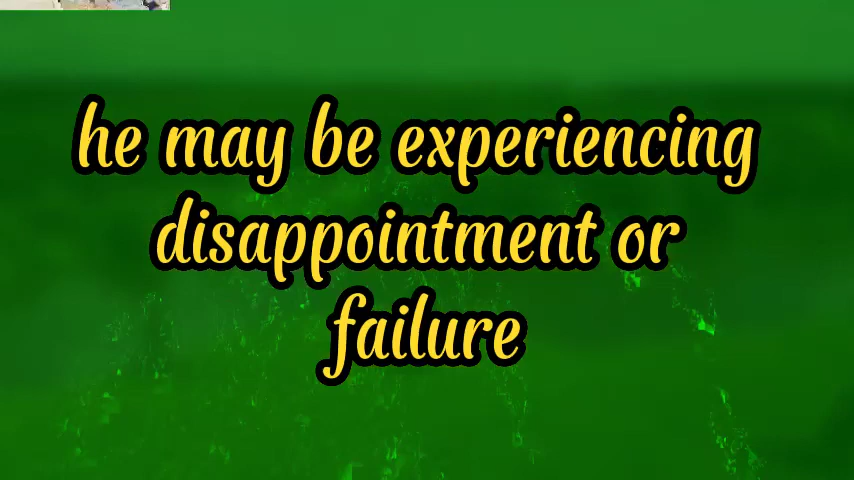 he may be experiencing
disappointment or
failure